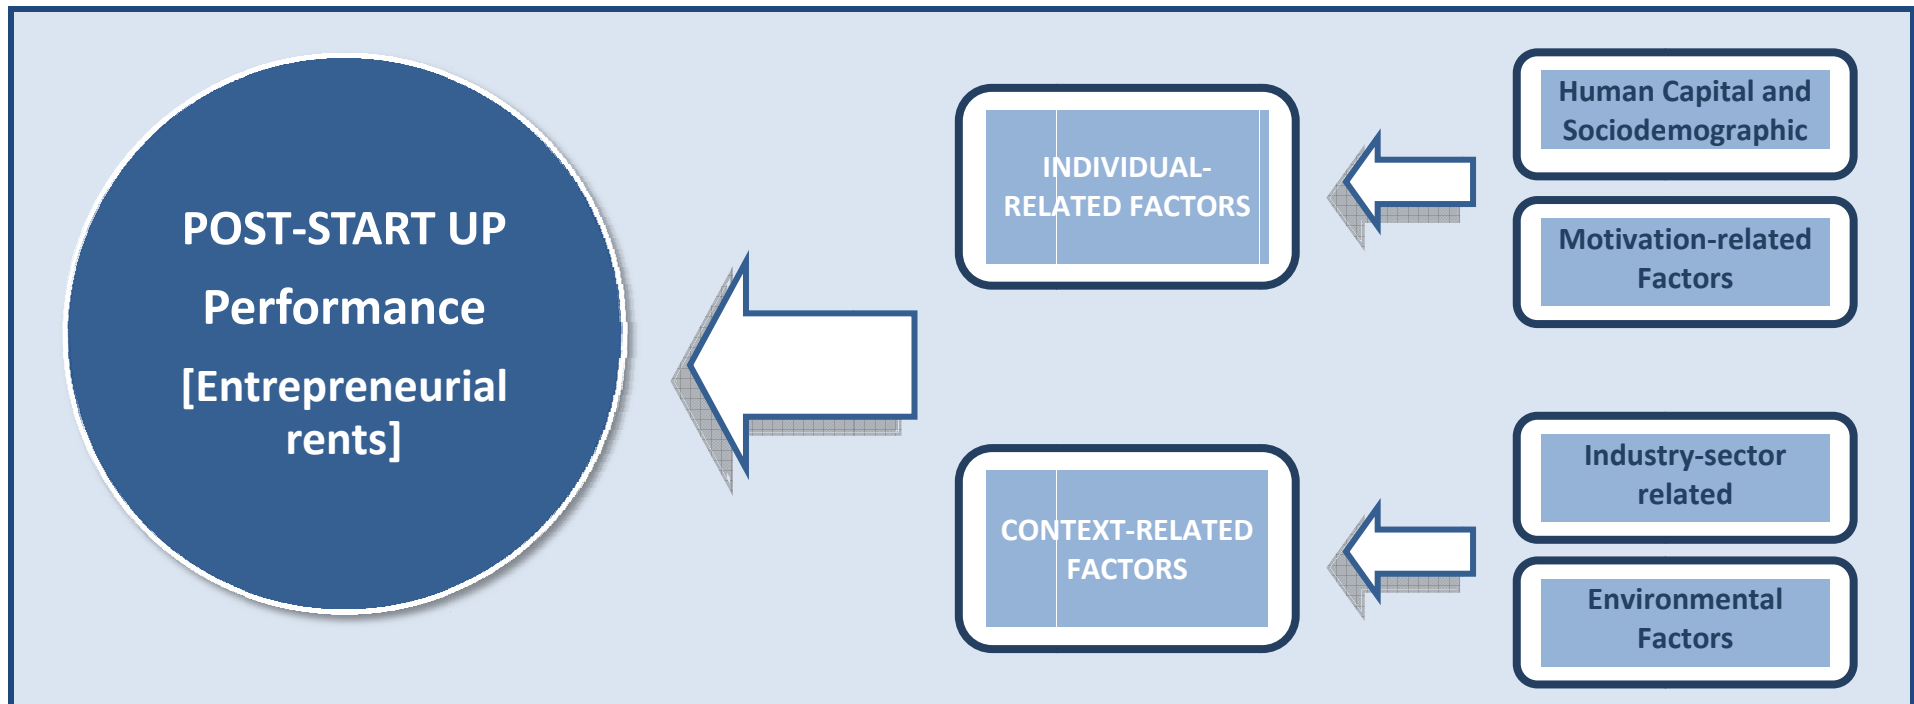 POST-START UP
Performance
[Entrepreneurial
rents]
INDIVIDUAL-
RELATED FACTORS
CONTEXT-RELATED
FACTORS
Human Capital and
Sociodemographic
Motivation-related
Factors
Industry-sector
related
Environmental
Factors